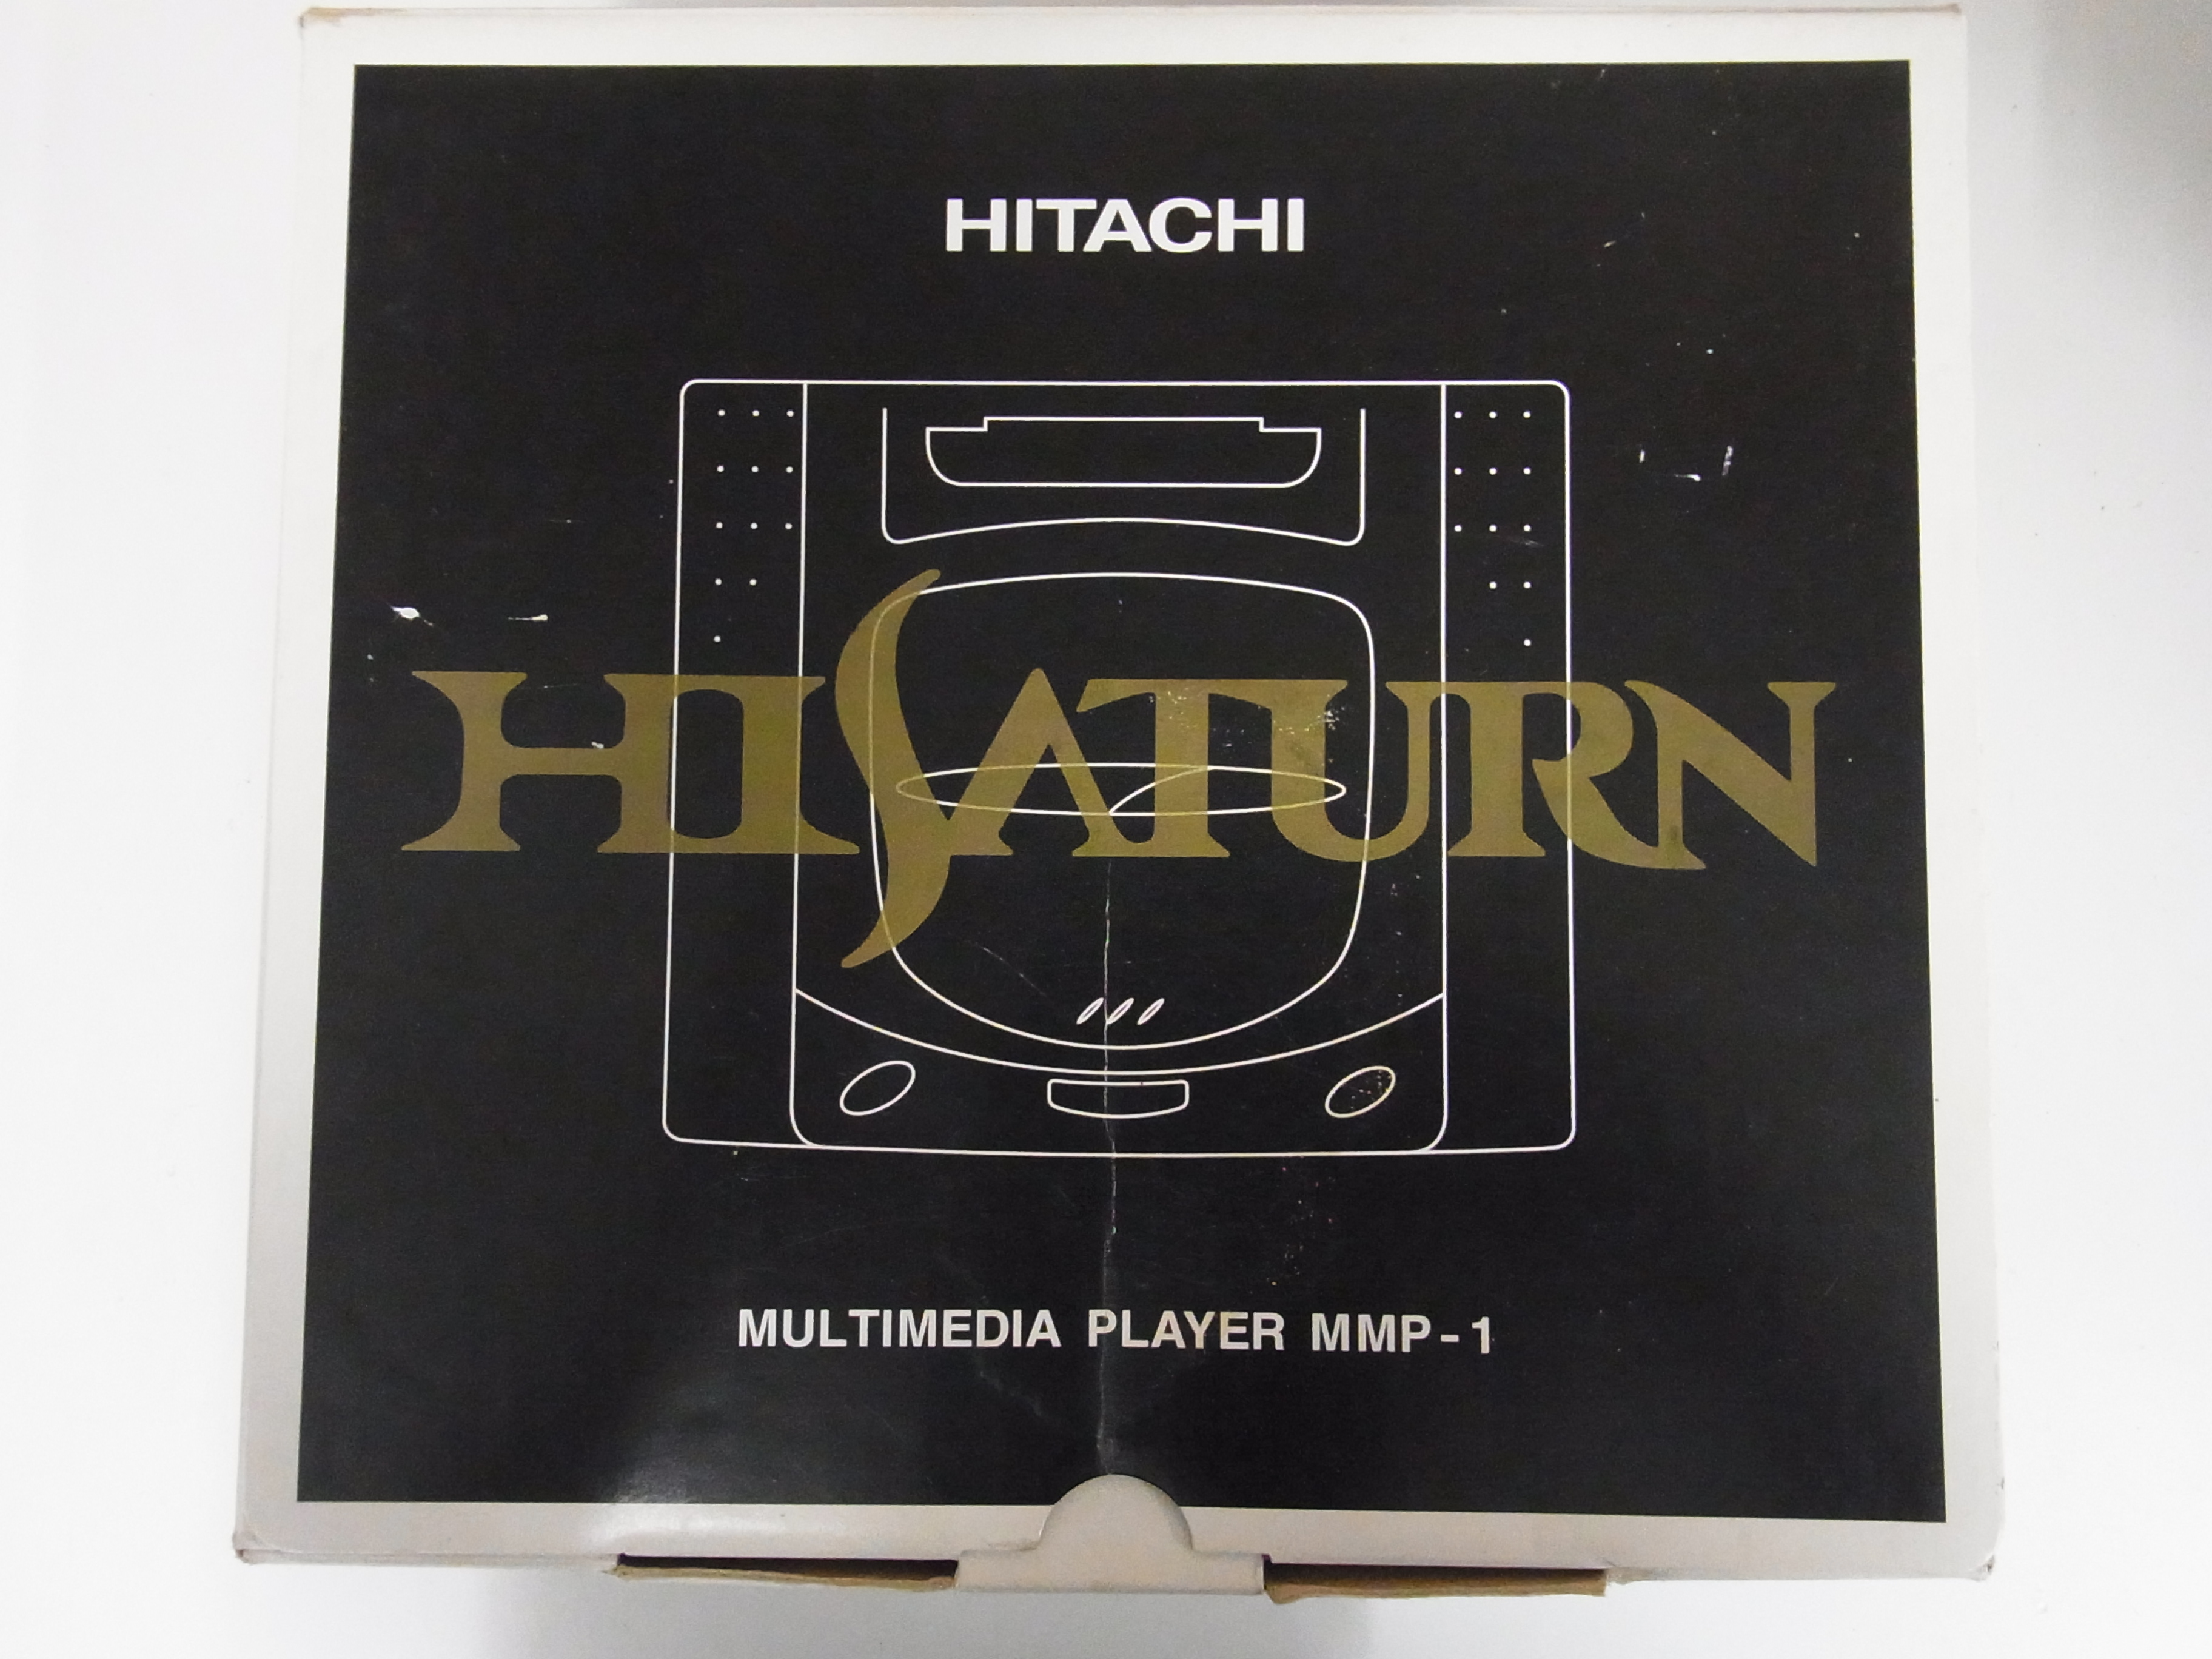 HITACHI
HISATURN
MULTIMEDIA PLAYER MMP-1